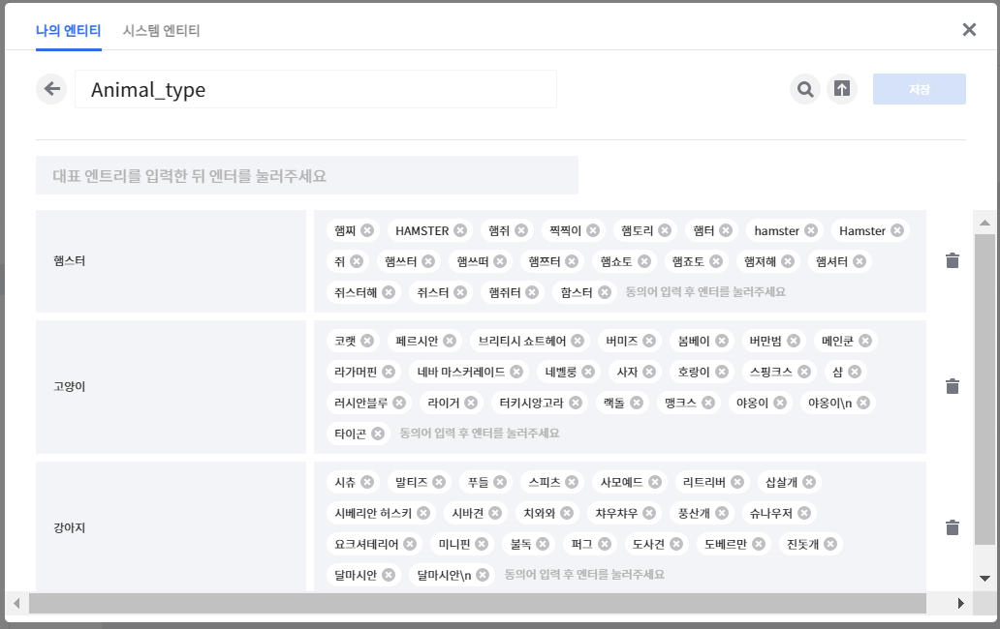 나의 엔티티 시스템 엔티티
Animal_type
저장
대표 엔트리를 입력한 뒤 엔터를 눌러주세요
햄스터
햄찌 HAMSTER 햄쥐 찍찍이 햄토리 햄터 hamster Hamster
쥐 햄쓰터 햄쓰떠 햄쯔터 햄쇼토 햄죠토 햄저해 햄셔터
쥐스터해 쥐스터 햄쥐터 함스터 동의어 입력 후 엔터를 눌러주세요
고양이
코랫 페르시안 브리티시 쇼트헤어 버미즈 봄베이 버만범 메인쿤
라가머핀 네바 마스커레이드 네벨룽 사자 호랑이 스핑크스 샴
러시안블루 라이거 터키시앙고라 랙돌 맹크스 야옹이 야옹이\n
타이곤 동의어 입력 후 엔터를 눌러주세요
강아지
시츄 말티즈 푸들 스피츠 사모예드 리트리버 삽살개
시베리안 허스키 시바견 치와와 챠우챠우 풍산개 슈나우저
요크셔테리어 미니핀 불독 퍼그 도사견 도베르만 진돗개
달마시안 달마시안\n 동의어 입력 후 엔터를 눌러주세요